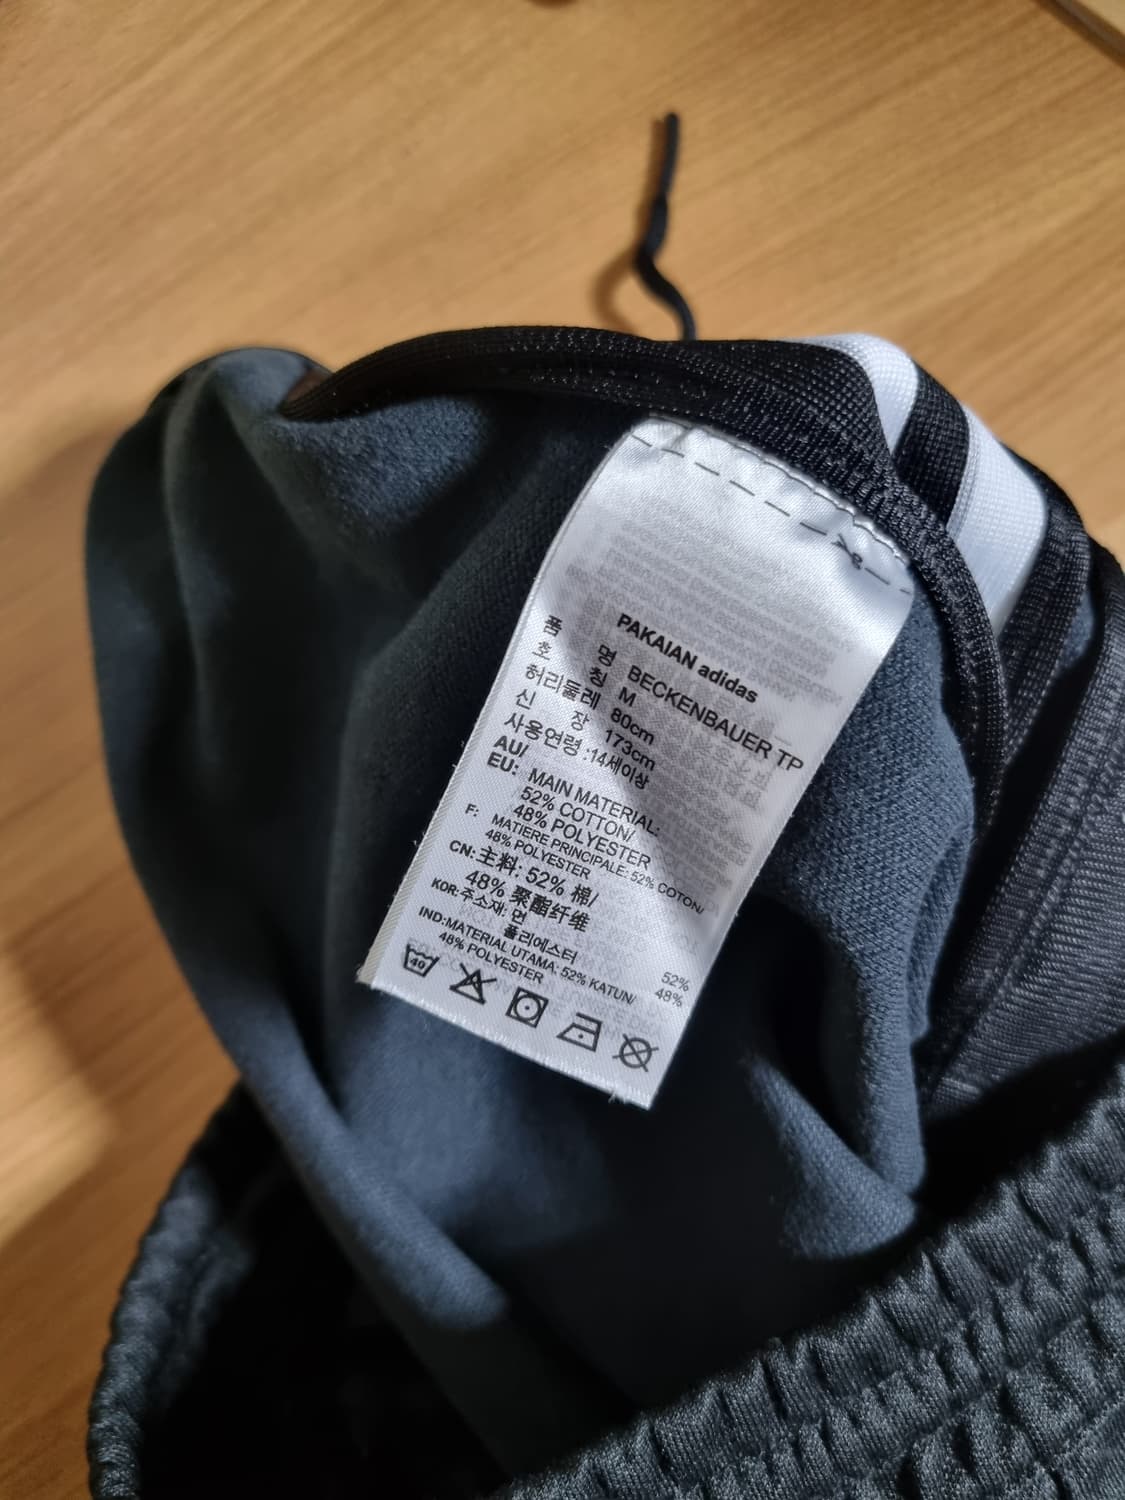 PAKAIAN adidas
품 명 BECKENBAUER TP
호 칭 M
허리둘레 80cm
신 장 173cm
사용연령 :14세이상
AU/
EU: MAIN MATERIAL:
52% COTTON/
48% POLYESTER
F: MATIERE PRINCIPALE: 52% COTON/
48% POLYESTER
CN:主料: 52% 棉/
48% 聚酯纤维
KOR:주소재: 면 52%
폴리에스터 48%
IND:MATERIAL UTAMA: 52% KATUN/
48% POLYESTER
40